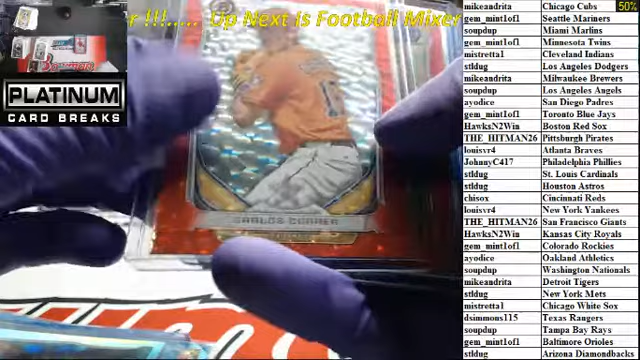 r !!!..... Up Next Is Football Mixer
PLATINUM
CARD BREAKS
CARLOS CORREA
50%
mikeandrita Chicago Cubs
gem_mint1of1 Seattle Mariners
soupdup Miami Marlins
gem_mint1of1 Minnesota Twins
mistretta1 Cleveland Indians
stldug Los Angeles Dodgers
mikeandrita Milwaukee Brewers
soupdup Los Angeles Angels
ayodice San Diego Padres
gem_mint1of1 Toronto Blue Jays
HawksN2Win Boston Red Sox
THE_HITMAN26 Pittsburgh Pirates
louisvr4 Atlanta Braves
JohnnyC417 Philadelphia Phillies
stldug St. Louis Cardinals
stldug Houston Astros
chisox Cincinnati Reds
louisvr4 New York Yankees
THE_HITMAN26 San Francisco Giants
HawksN2Win Kansas City Royals
gem_mint1of1 Colorado Rockies
ayodice Oakland Athletics
soupdup Washington Nationals
mikeandrita Detroit Tigers
stldug New York Mets
mistretta1 Chicago White Sox
dsimmons115 Texas Rangers
soupdup Tampa Bay Rays
gem_mint1of1 Baltimore Orioles
stldug Arizona Diamondbacks